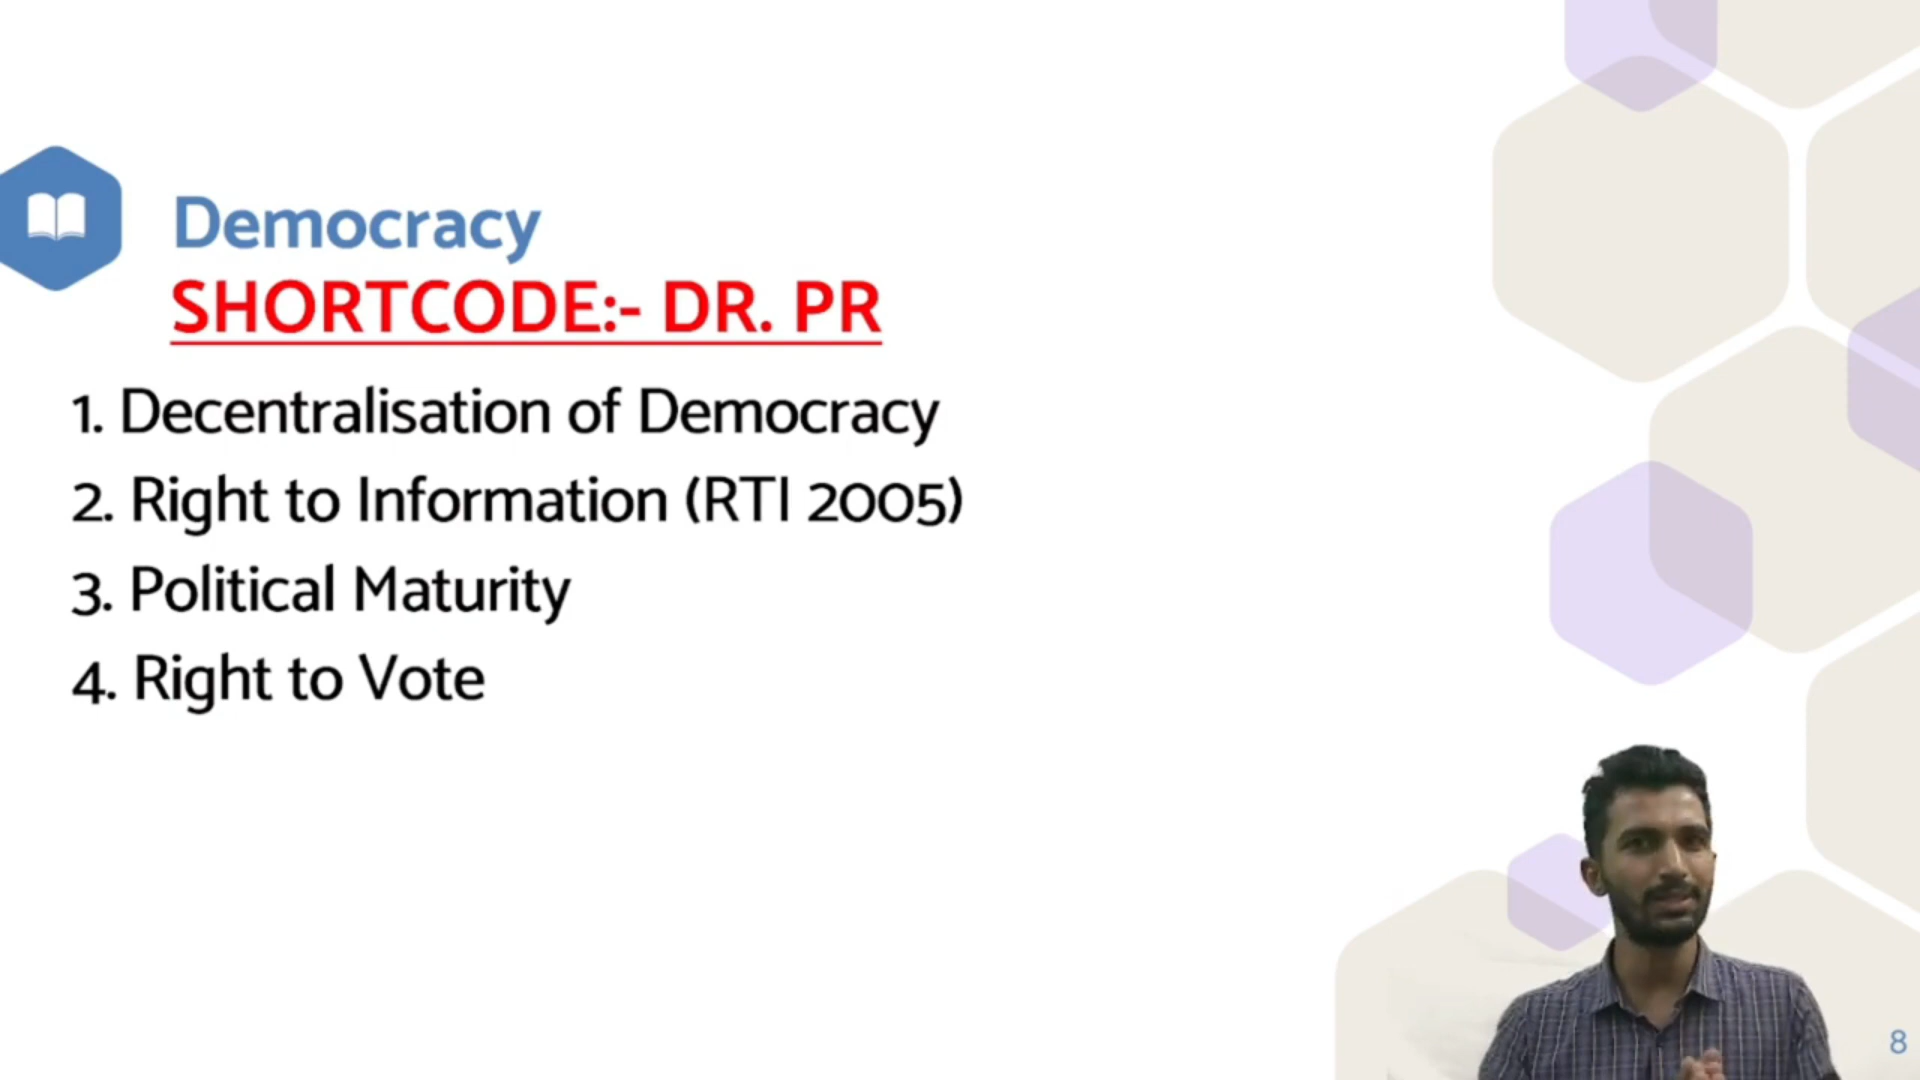 Democracy
SHORTCODE:- DR. PR
1. Decentralisation of Democracy
2. Right to Information (RTI 2005)
3. Political Maturity
4. Right to Vote
8